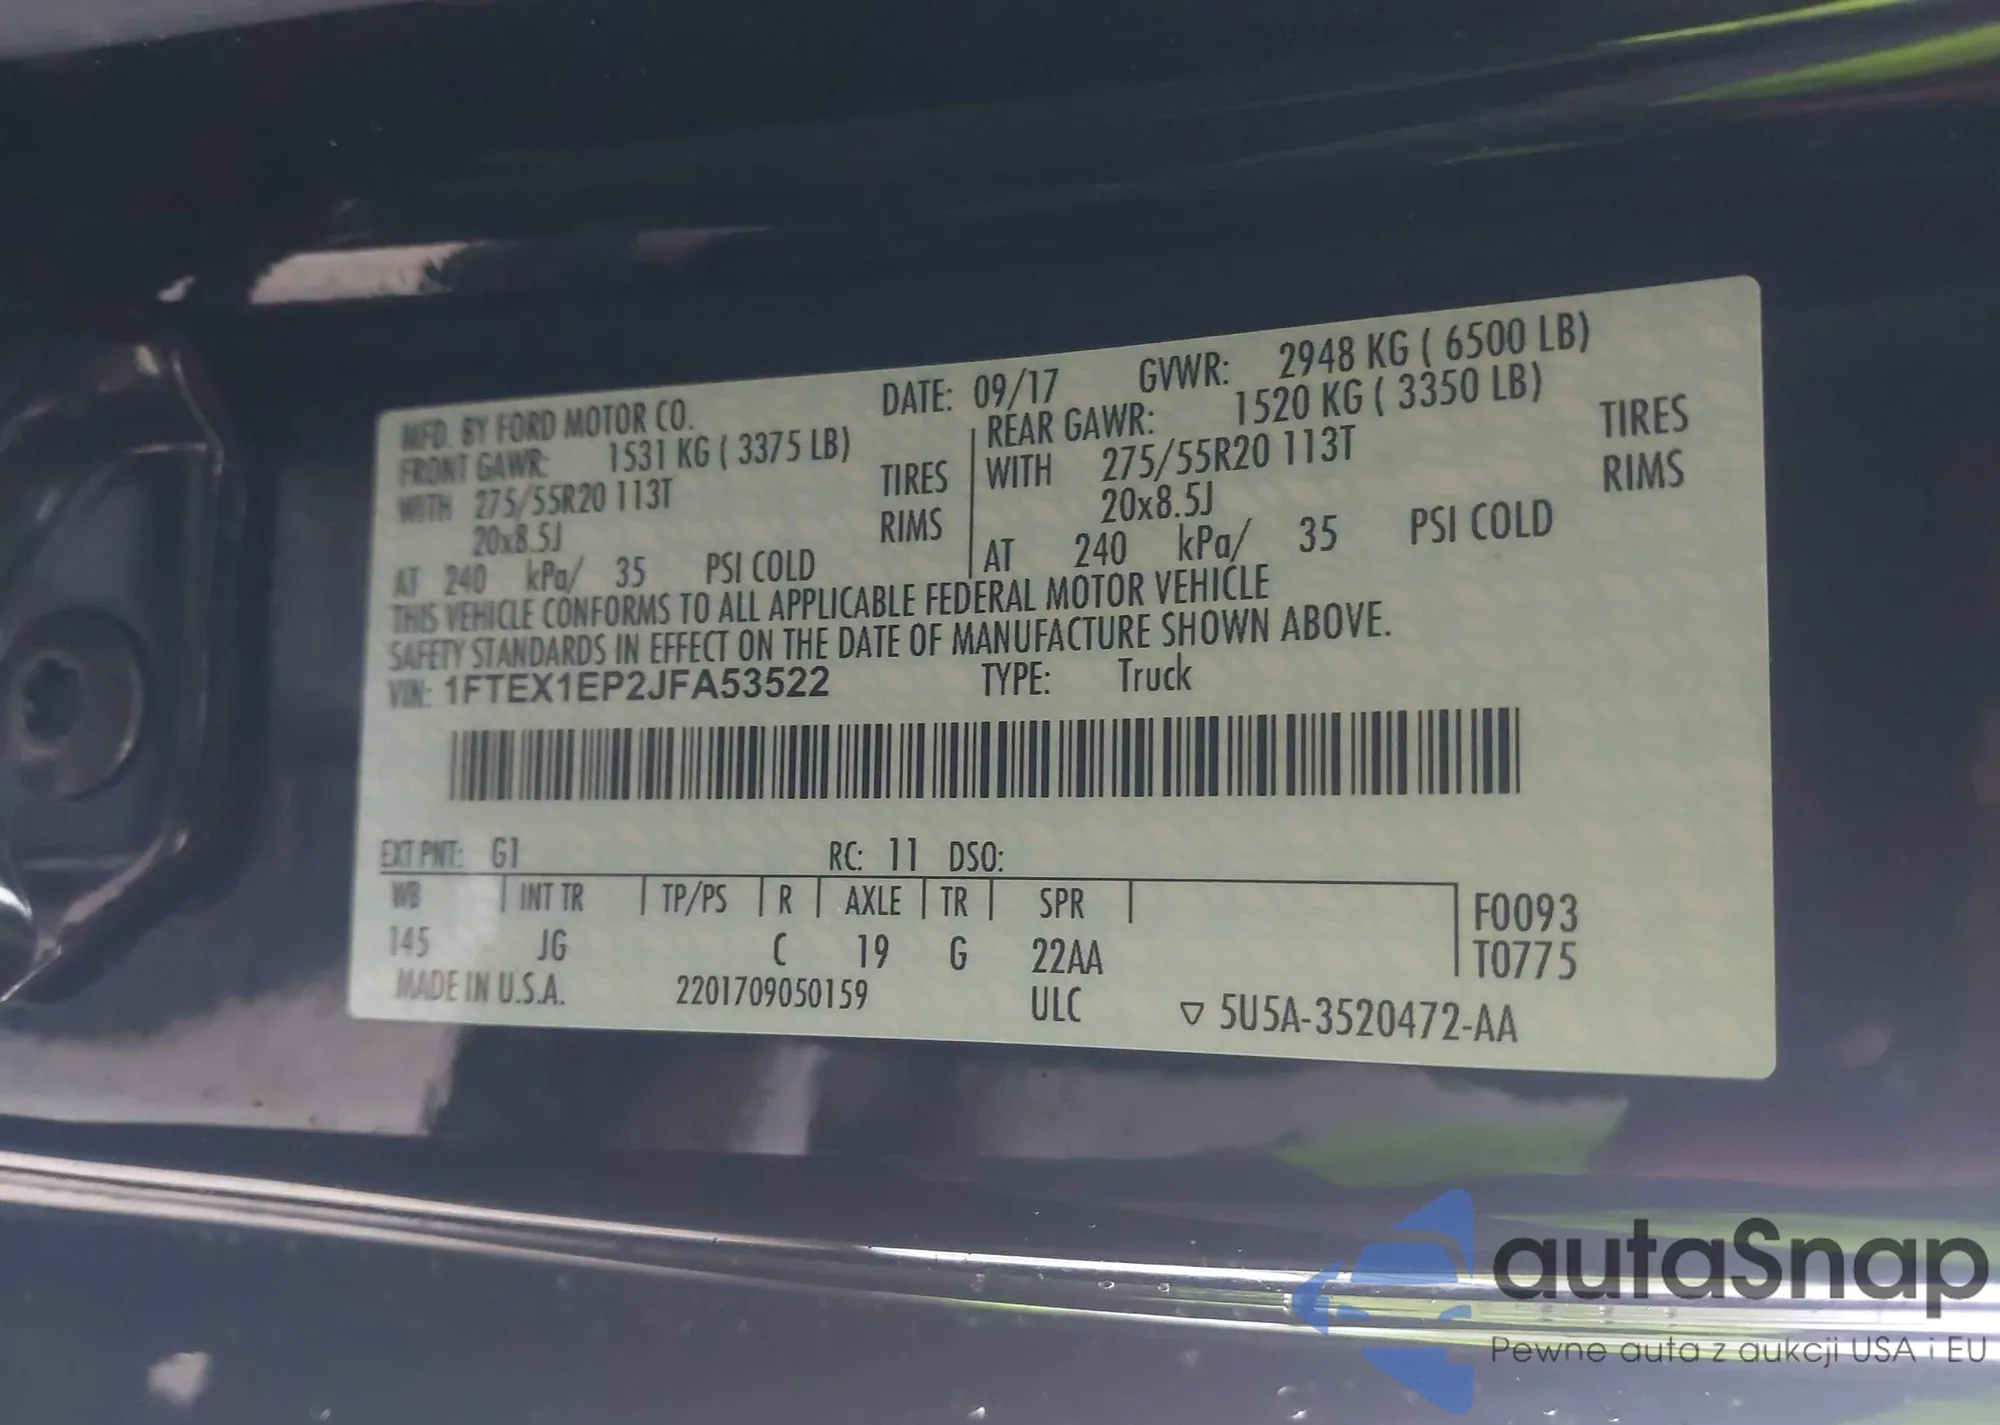 MFD. BY FORD MOTOR CO. DATE: 09/17 GVWR: 2948 KG ( 6500 LB)
FRONT GAWR: 1531 KG ( 3375 LB) REAR GAWR: 1520 KG ( 3350 LB)
WITH 275/55R20 113T TIRES WITH 275/55R20 113T TIRES
20x8.5J RIMS 20x8.5J RIMS
AT 240 kPa/ 35 PSI COLD AT 240 kPa/ 35 PSI COLD
THIS VEHICLE CONFORMS TO ALL APPLICABLE FEDERAL MOTOR VEHICLE
SAFETY STANDARDS IN EFFECT ON THE DATE OF MANUFACTURE SHOWN ABOVE.
VIN: 1FTEX1EP2JFA53522 TYPE: Truck
EXT PNT: G1 RC: 11 DSO:
WB INT TR TP/PS R AXLE TR SPR F0093
145 JG C 19 G 22AA T0775
MADE IN U.S.A. 2201709050159 ULC ▽ 5U5A-3520472-AA
autaSnap
Pewne auta z aukcji USA i EU